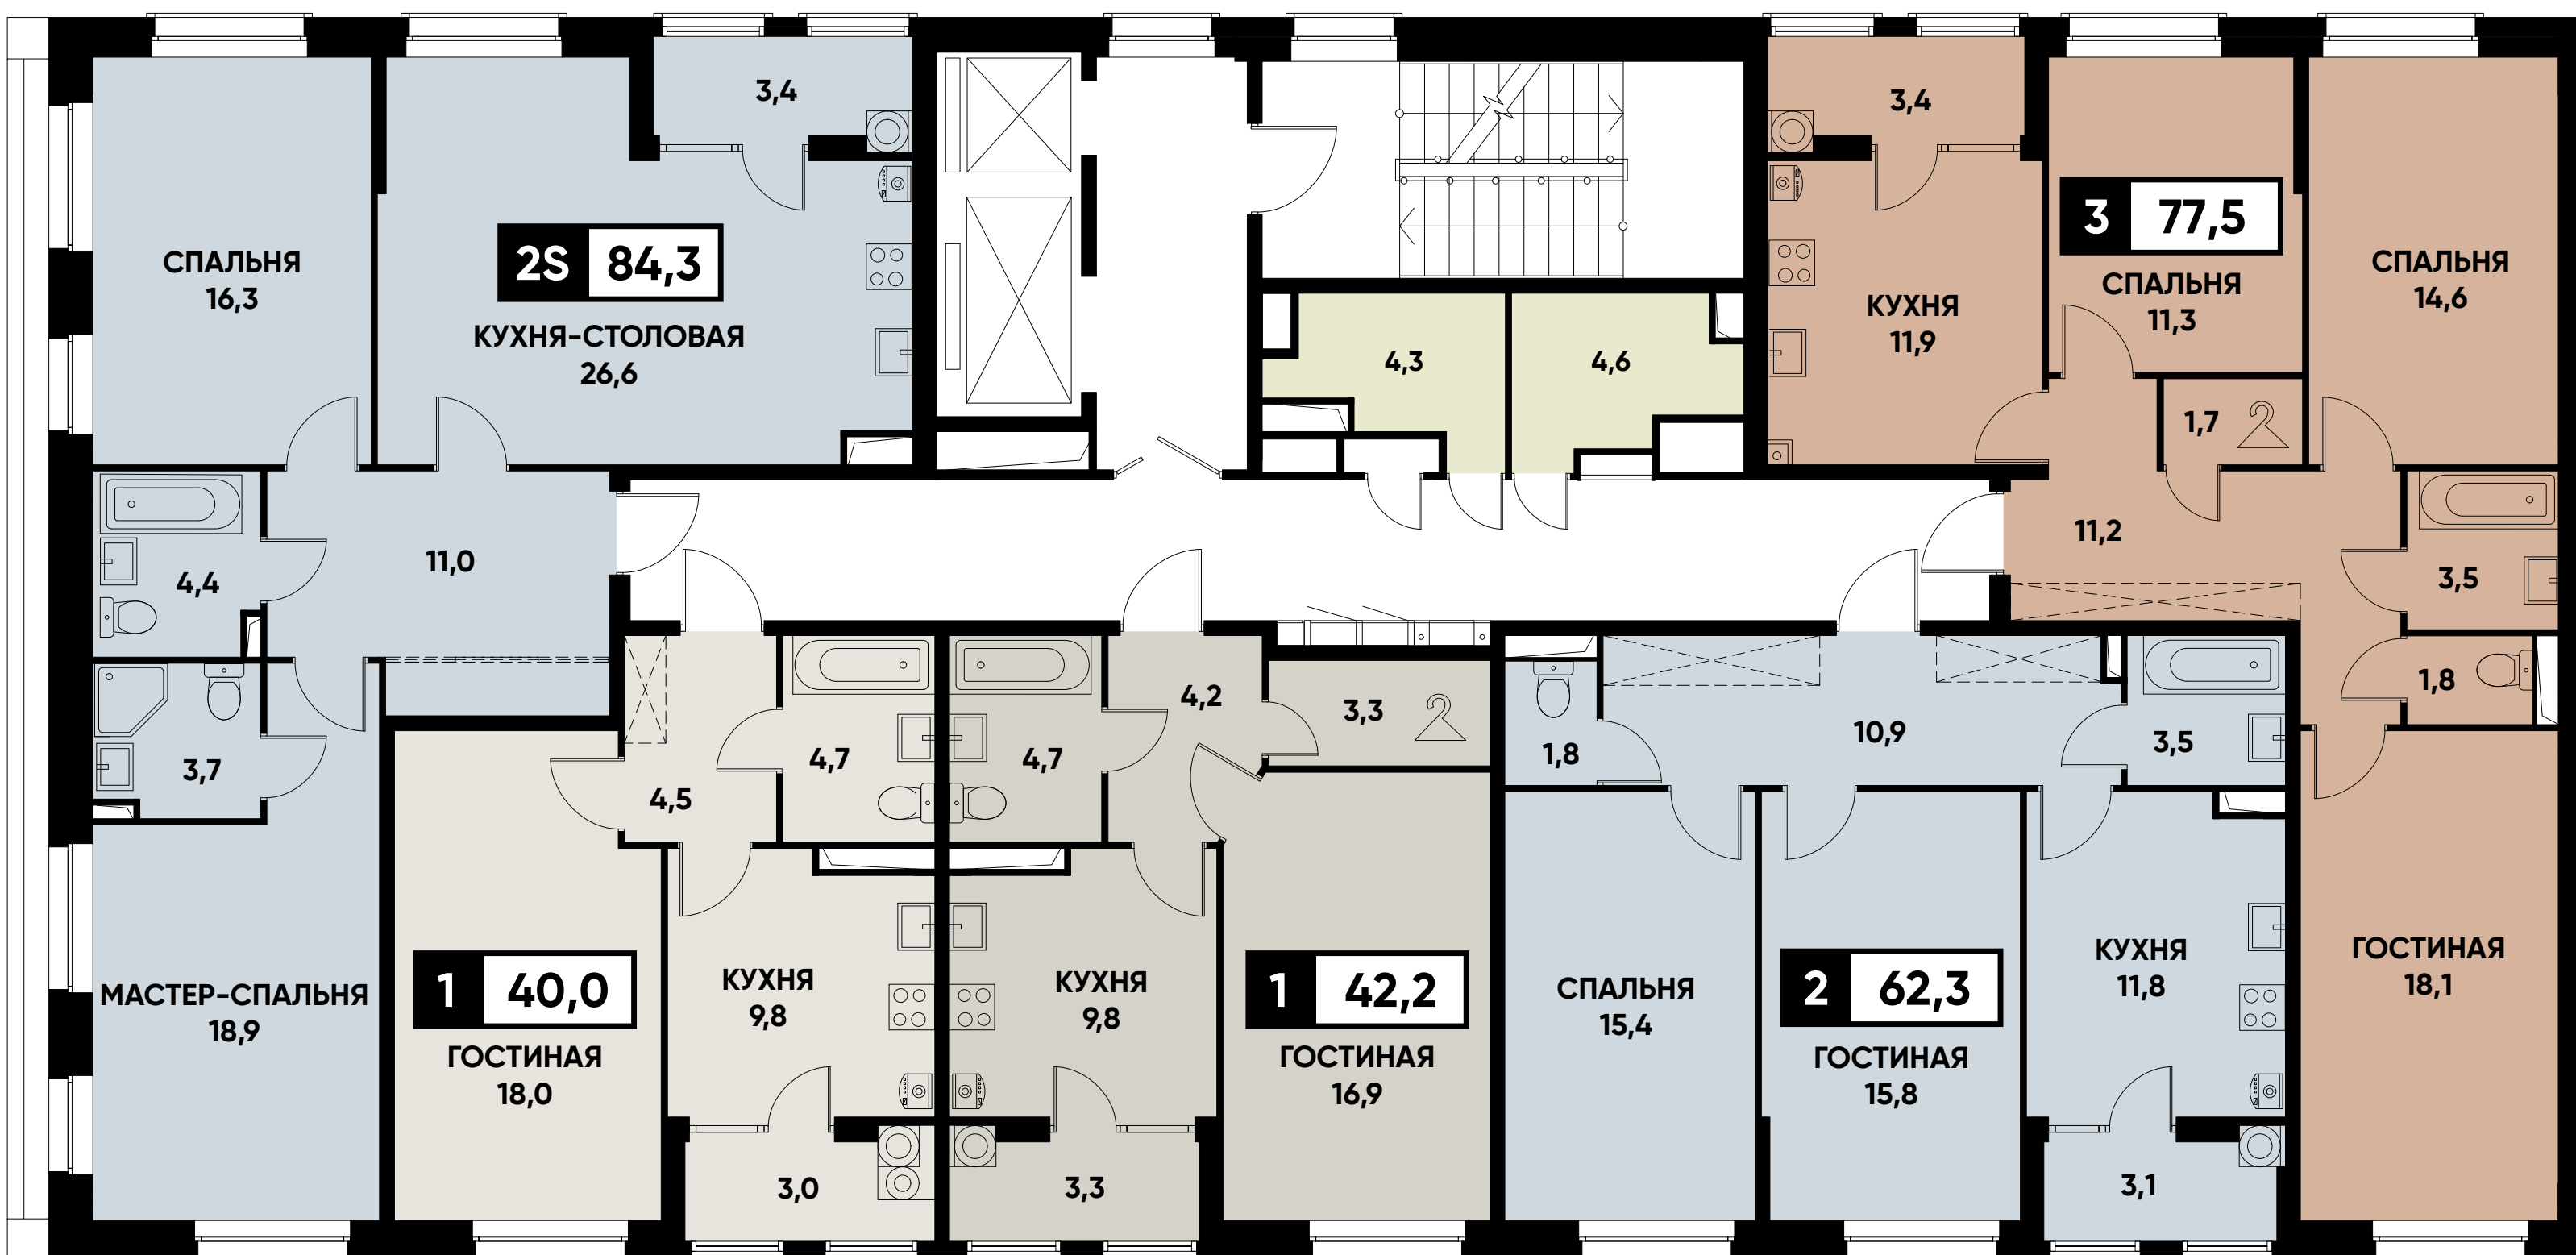 3,4
2S 84,3
СПАЛЬНЯ
16,3
КУХНЯ-СТОЛОВАЯ
26,6
11,0
4,4
3,7
МАСТЕР-СПАЛЬНЯ
18,9
4,3
4,6
3,4
3 77,5
КУХНЯ
11,9
СПАЛЬНЯ
11,3
СПАЛЬНЯ
14,6
1,7
11,2
3,5
1,8
ГОСТИНАЯ
18,1
4,5
4,7
1 40,0
ГОСТИНАЯ
18,0
КУХНЯ
9,8
3,0
4,7
4,2
3,3
КУХНЯ
9,8
1 42,2
ГОСТИНАЯ
16,9
3,3
1,8
10,9
3,5
СПАЛЬНЯ
15,4
2 62,3
ГОСТИНАЯ
15,8
КУХНЯ
11,8
3,1